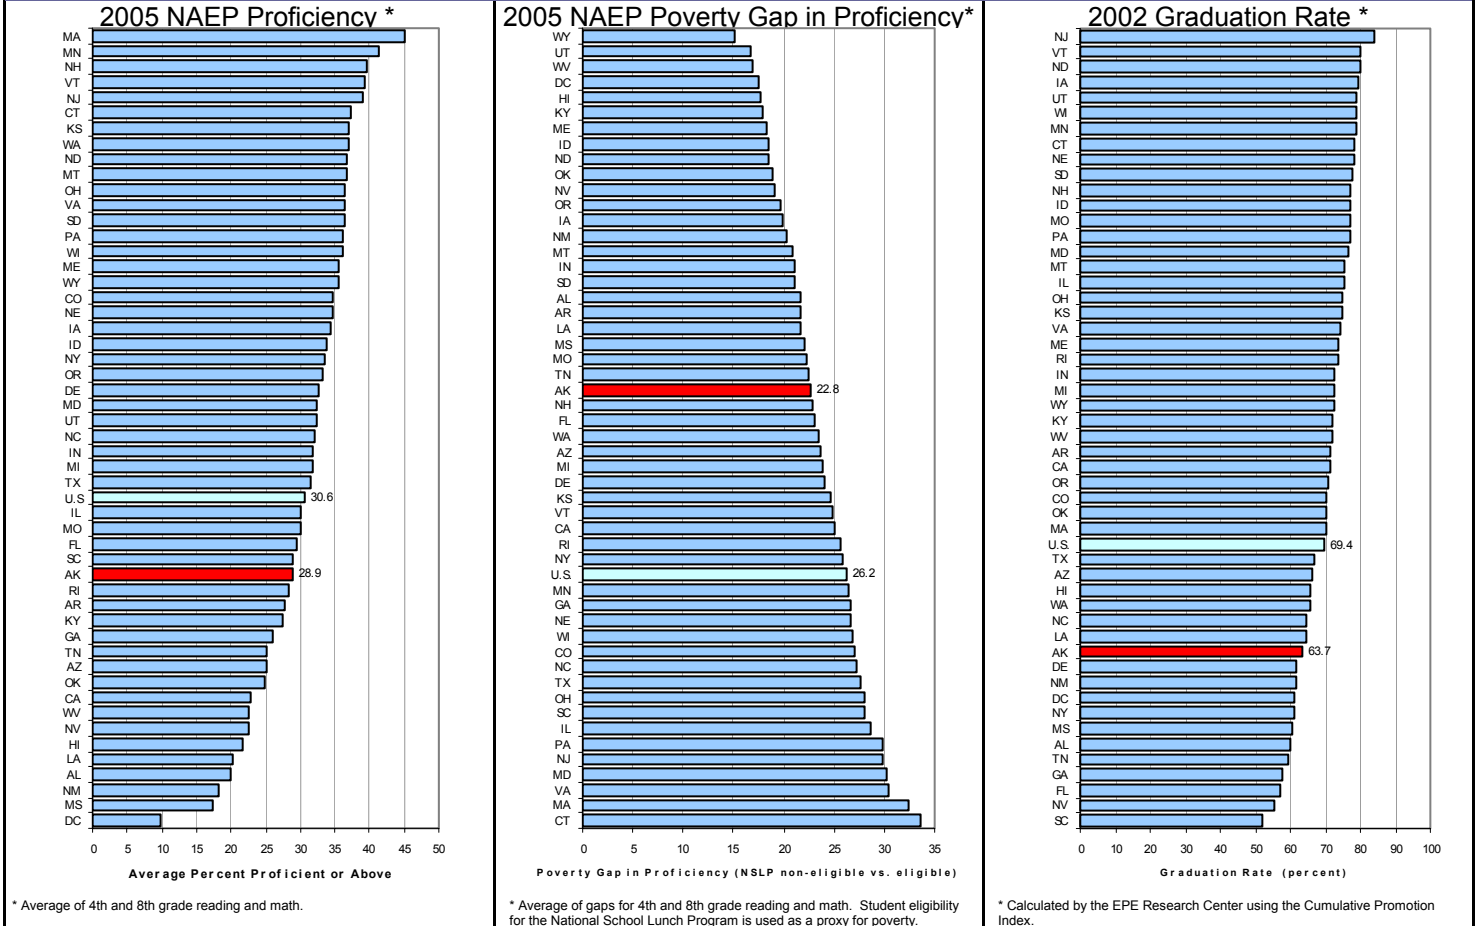 2005 NAEP Proficiency *
MA
MN
NH
VT
NJ
CT
KS
WA
ND
MT
OH
VA
SD
PA
WI
ME
WY
CO
NE
IA
ID
NY
OR
DE
MD
UT
NC
IN
MI
TX
U.S 30.6
IL
MO
FL
SC
AK 28.9
RI
AR
KY
GA
TN
AZ
OK
CA
WV
NV
HI
LA
AL
NM
MS
DC
0 5 10 15 20 25 30 35 40 45 50
Average Percent Proficient or Above
* Average of 4th and 8th grade reading and math.
2005 NAEP Poverty Gap in Proficiency*
WY
UT
WV
DC
HI
KY
ME
ID
ND
OK
NV
OR
IA
NM
MT
IN
SD
AL
AR
LA
MS
MO
TN
AK 22.8
NH
FL
WA
AZ
MI
DE
KS
VT
CA
RI
NY
U.S. 26.2
MN
GA
NE
WI
CO
NC
TX
OH
SC
IL
PA
NJ
MD
VA
MA
CT
0 5 10 15 20 25 30 35
Poverty Gap in Proficiency (NSLP non-eligible vs. eligible)
* Average of gaps for 4th and 8th grade reading and math. Student eligibility
for the National School Lunch Program is used as a proxy for poverty.
2002 Graduation Rate *
NJ
VT
ND
IA
UT
WI
MN
CT
NE
SD
NH
ID
MO
PA
MD
MT
IL
OH
KS
VA
ME
RI
IN
MI
WY
KY
WV
AR
CA
OR
CO
OK
MA
U.S. 69.4
TX
AZ
HI
WA
NC
LA
AK 63.7
DE
NM
DC
NY
MS
AL
TN
GA
FL
NV
SC
0 10 20 30 40 50 60 70 80 90 100
Graduation Rate (percent)
* Calculated by the EPE Research Center using the Cumulative Promotion
Index.